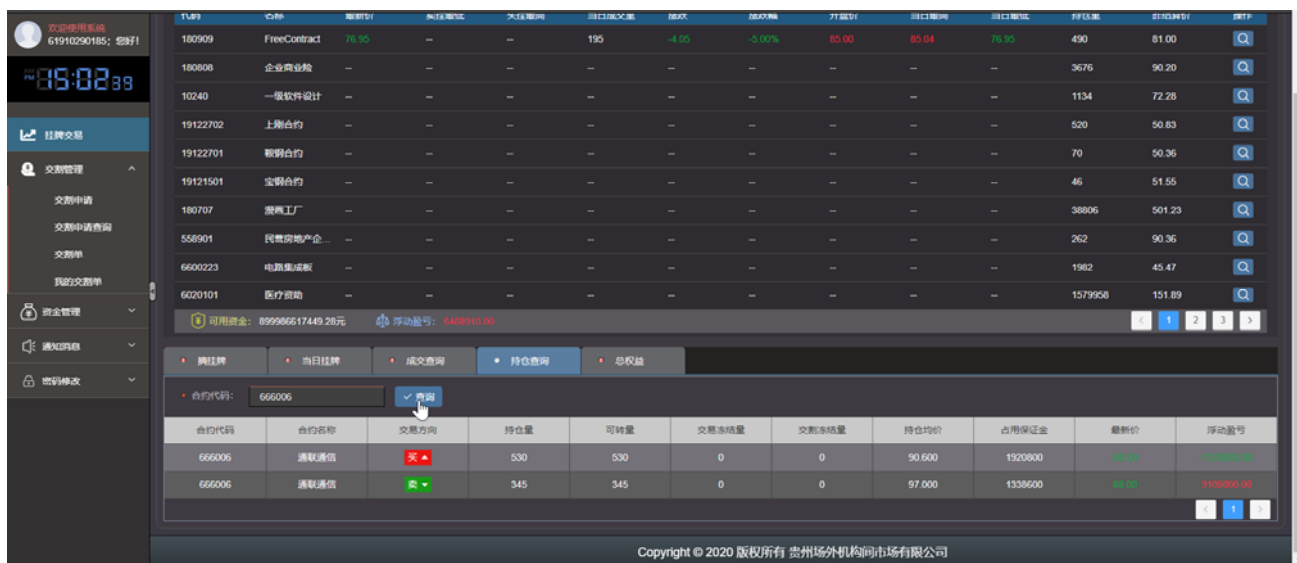 欢迎使用系统
61910290185; 您好!
AM
PM 15:02 39
挂牌交易
交割管理
交割申请
交割申请查询
交割单
我的交割单
资金管理
通知消息
密码修改
180909 FreeContract 76.95 -- -- 195 -4.05 -5.00% 85.00 85.04 76.95 490 81.00
180808 企业商业险 -- -- -- -- -- -- -- -- -- 3676 90.20
10240 一级软件设计 -- -- -- -- -- -- -- -- -- 1134 72.28
19122702 上刚合约 -- -- -- -- -- -- -- -- -- 520 50.83
19122701 鞍钢合约 -- -- -- -- -- -- -- -- -- 70 50.36
19121501 宝钢合约 -- -- -- -- -- -- -- -- -- 46 51.55
180707 漫画工厂 -- -- -- -- -- -- -- -- -- 38806 501.23
558901 民营房地产企... -- -- -- -- -- -- -- -- -- 262 90.36
6600223 电路集成板 -- -- -- -- -- -- -- -- -- 1982 45.47
6020101 医疗资助 -- -- -- -- -- -- -- -- -- 1579958 151.89
可用资金: 899986617449.28元 浮动盈亏:
< 1 2 3 >
摘挂牌 当日挂牌 成交查询 持仓查询 总权益
合约代码: 666006 查询
合约代码 合约名称 交易方向 持仓量 可转量 交易冻结量 交割冻结量 持仓均价 占用保证金 最新价 浮动盈亏
666006 通联通信 买 530 530 0 0 90.600 1920800
666006 通联通信 卖 345 345 0 0 97.000 1338600
< 1 >
Copyright © 2020 版权所有 贵州场外机构间市场有限公司